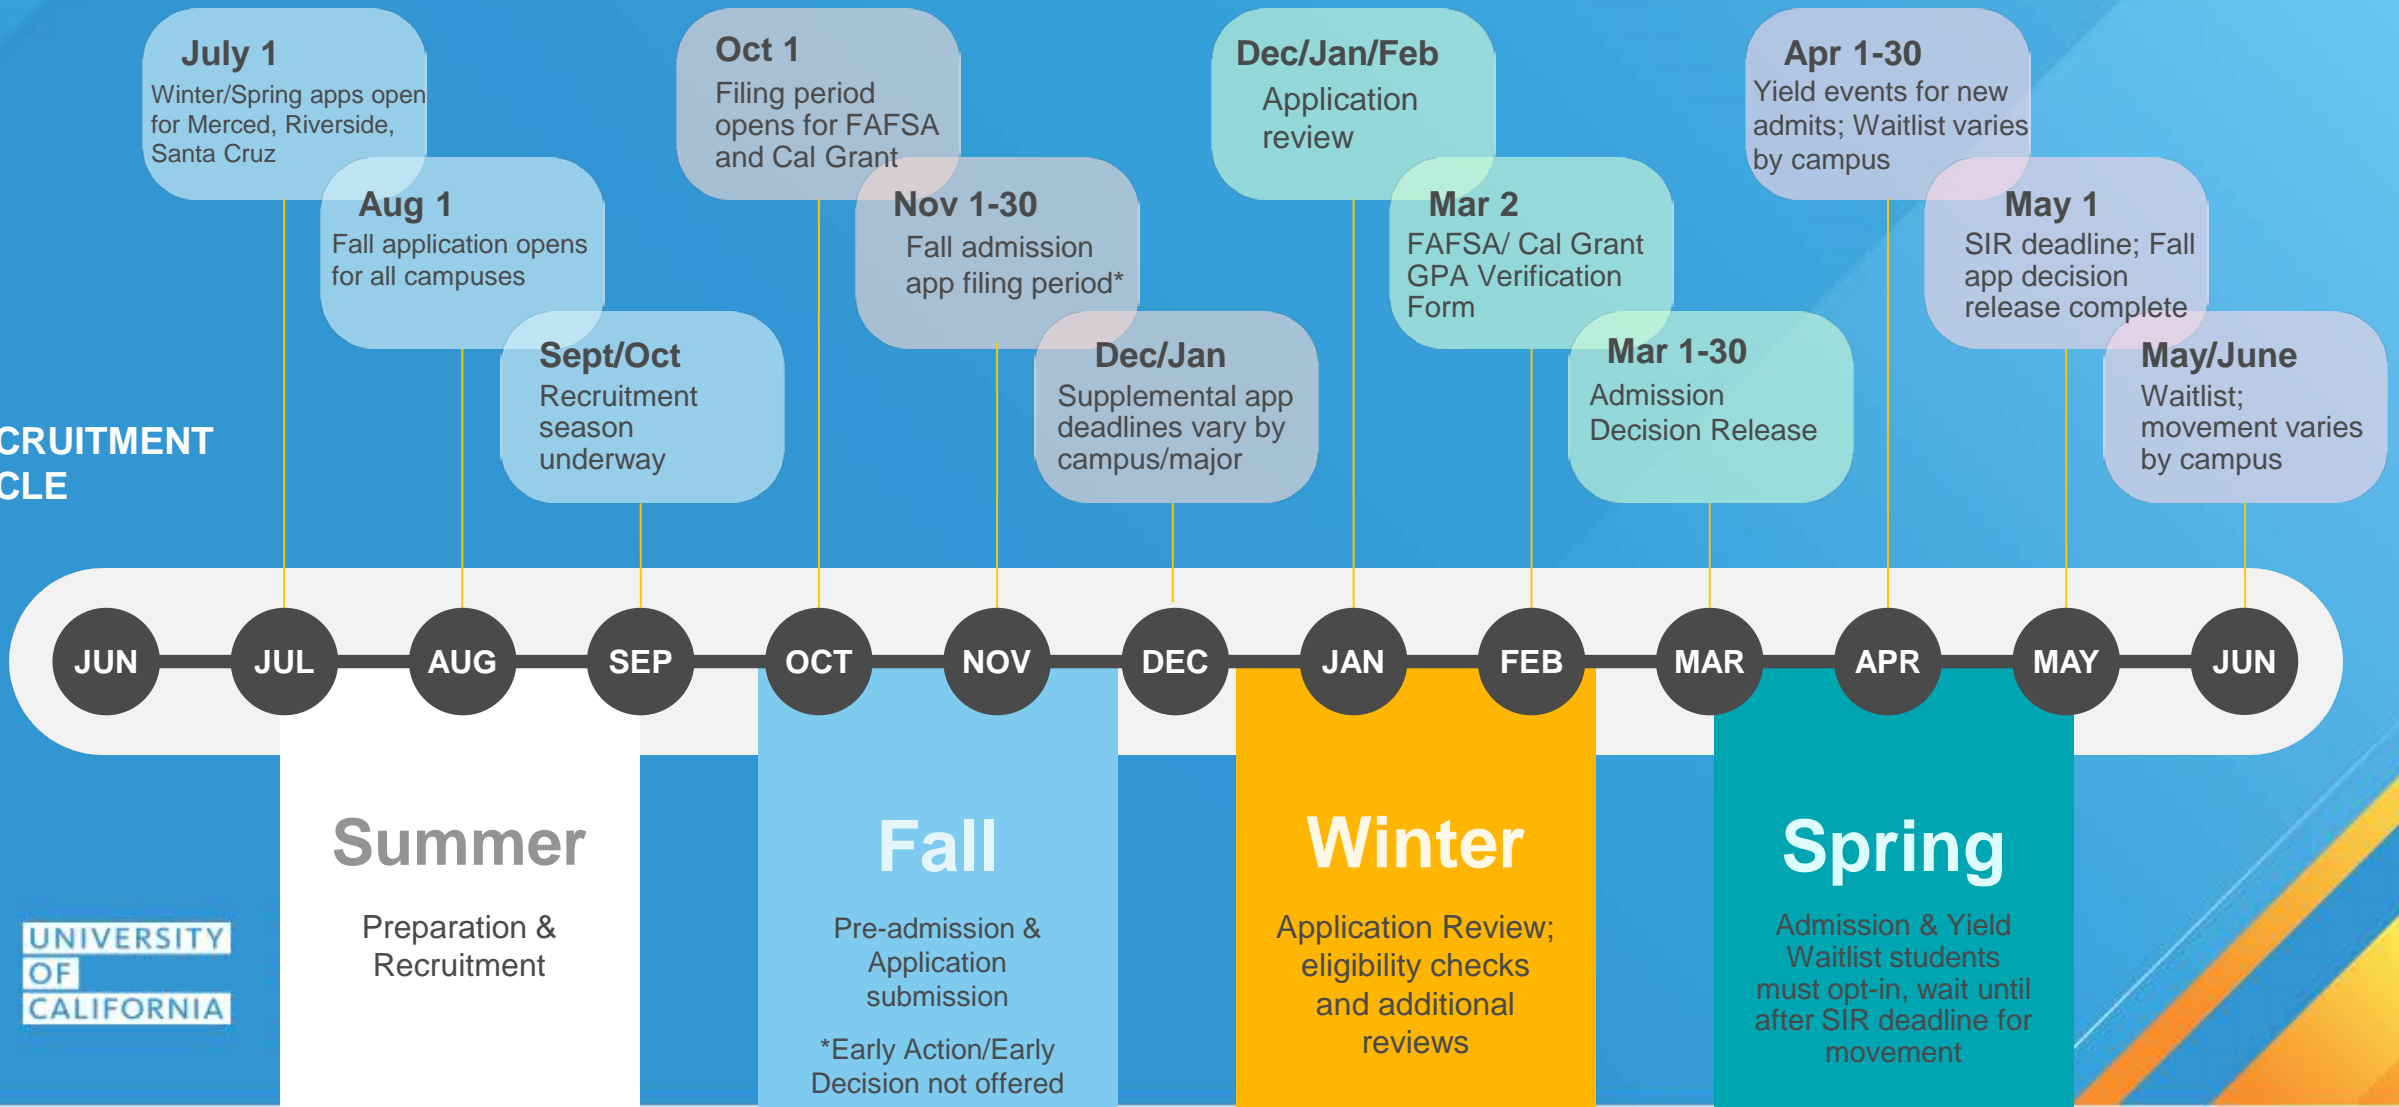 July 1
Winter/Spring apps open
for Merced, Riverside,
Santa Cruz
Aug 1
Fall application opens
for all campuses
Sept/Oct
Recruitment
season
underway
Oct 1
Filing period
opens for FAFSA
and Cal Grant
Nov 1-30
Fall admission
app filing period*
Dec/Jan
Supplemental app
deadlines vary by
campus/major
Dec/Jan/Feb
Application
review
Mar 2
FAFSA/ Cal Grant
GPA Verification
Form
Mar 1-30
Admission
Decision Release
Apr 1-30
Yield events for new
admits; Waitlist varies
by campus
May 1
SIR deadline; Fall
app decision
release complete
May/June
Waitlist;
movement varies
by campus
CRUITMENT
CLE
JUN JUL AUG SEP OCT NOV DEC JAN FEB MAR APR MAY JUN
Summer
Preparation &
Recruitment
Fall
Pre-admission &
Application
submission
*Early Action/Early
Decision not offered
Winter
Application Review;
eligibility checks
and additional
reviews
Spring
Admission & Yield
Waitlist students
must opt-in, wait until
after SIR deadline for
movement
UNIVERSITY
OF
CALIFORNIA